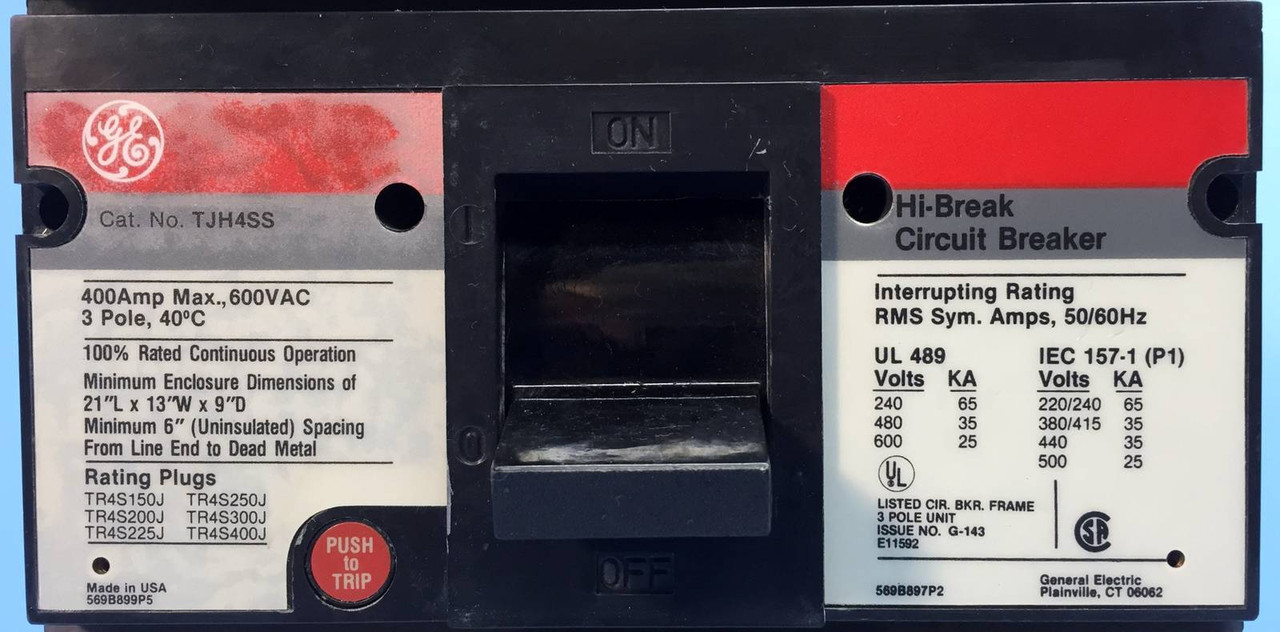 GE
Cat. No. TJH4SS
400Amp Max., 600VAC
3 Pole, 40ºC
100% Rated Continuous Operation
Minimum Enclosure Dimensions of
21″L x 13″W x 9″D
Minimum 6″ (Uninsulated) Spacing
From Line End to Dead Metal
Rating Plugs
TR4S150J TR4S250J
TR4S200J TR4S300J
TR4S225J TR4S400J
Made in USA
569B899P5
PUSH
to
TRIP
ON
I
O
OFF
Hi-Break
Circuit Breaker
Interrupting Rating
RMS Sym. Amps, 50/60Hz
UL 489 IEC 157-1 (P1)
Volts KA Volts KA
240 65 220/240 65
480 35 380/415 35
600 25 440 35
500 25
UL
LISTED CIR. BKR. FRAME
3 POLE UNIT
ISSUE NO. G-143
E11592
SA
569B897P2
General Electric
Plainville, CT 06062